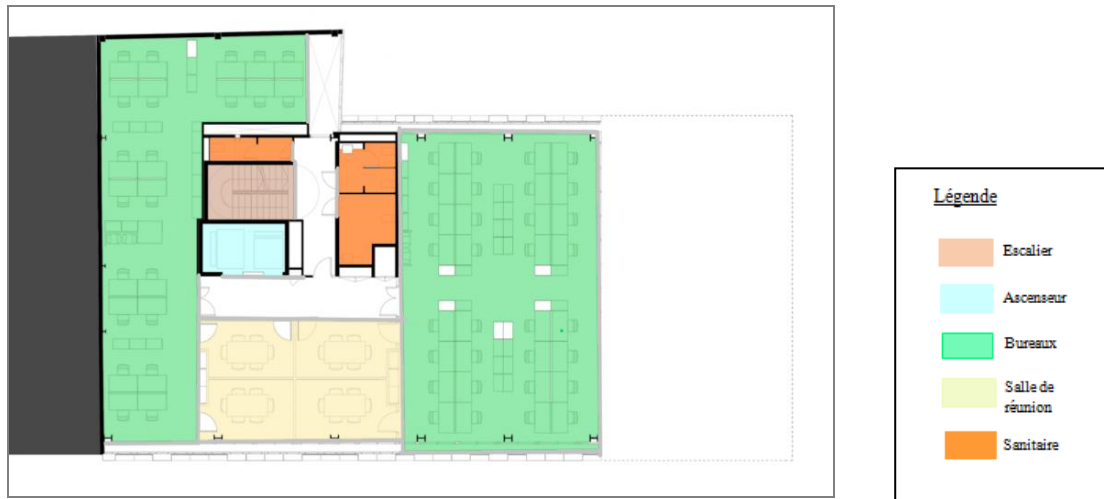 Légende
Escalier
Ascenseur
Bureaux
Salle de
réunion
Sanitaire